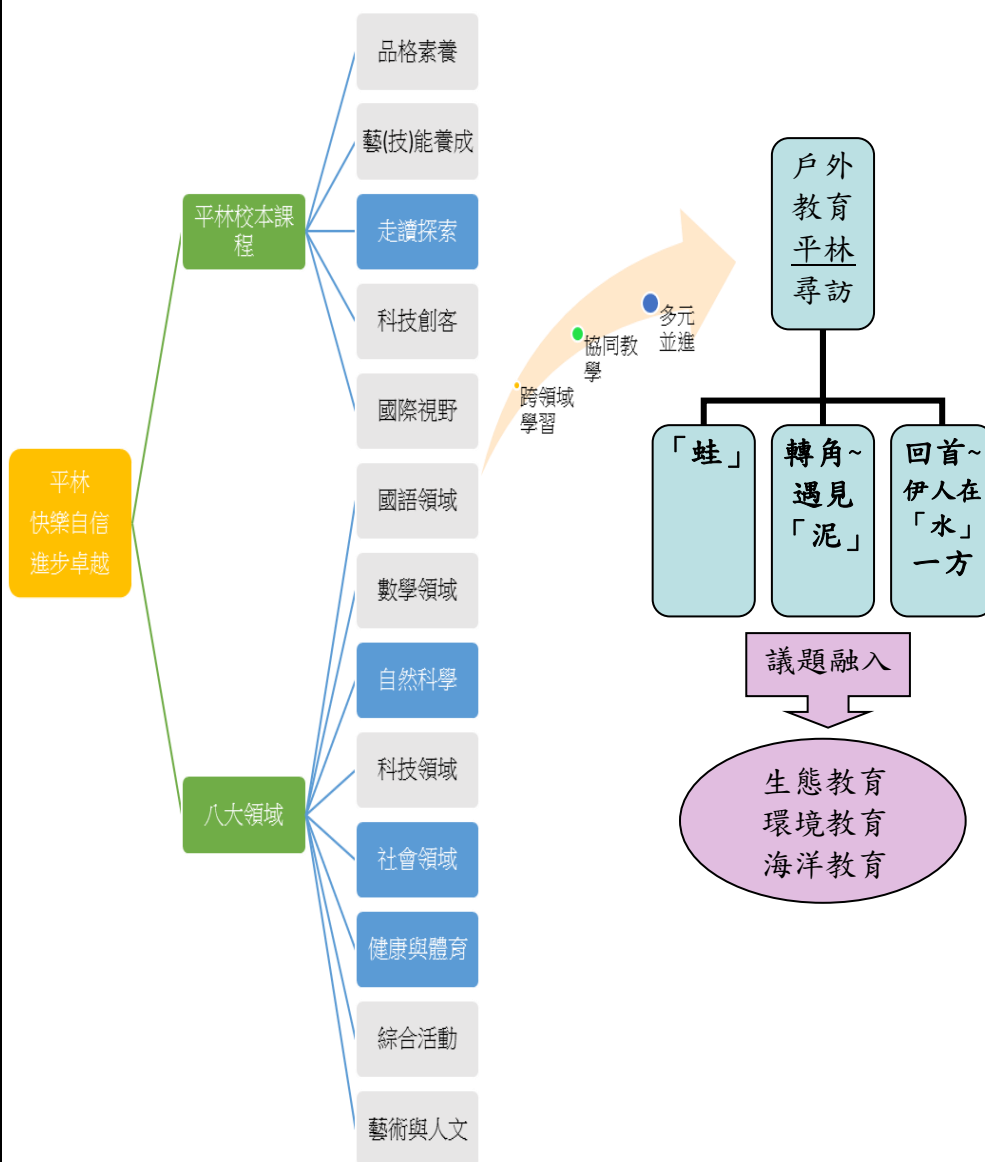 平林
快樂自信
進步卓越
平林校本課
程
八大領域
品格素養
藝(技)能養成
走讀探索
科技創客
國際視野
國語領域
數學領域
自然科學
科技領域
社會領域
健康與體育
綜合活動
藝術與人文
跨領域
學習
協同教
學
多元
並進
戶外
教育
平林
尋訪
「蛙」
轉角~
遇見
「泥」
回首~
伊人在
「水」
一方
議題融入
生態教育
環境教育
海洋教育